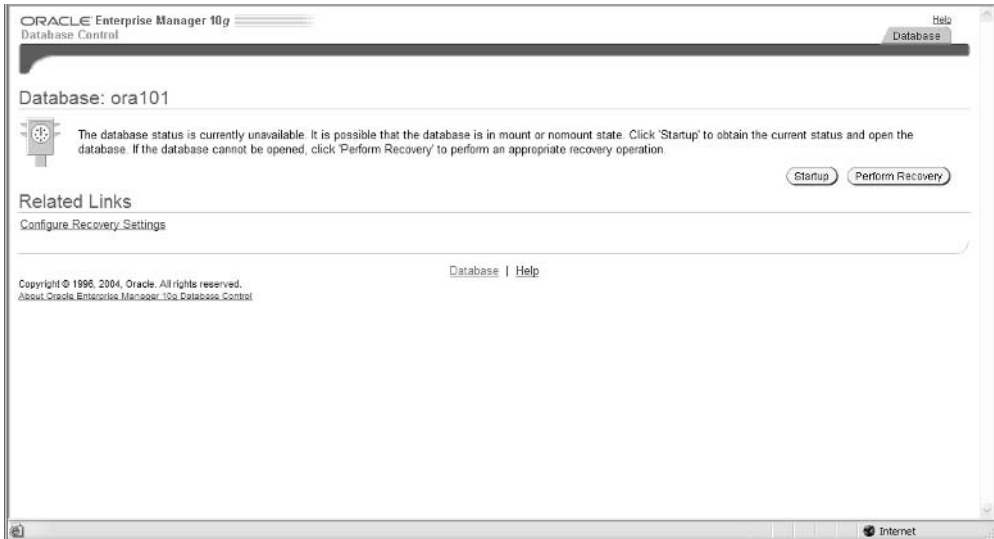 ORACLE Enterprise Manager 10g
Database Control
Help
Database
Database: ora101
The database status is currently unavailable. It is possible that the database is in mount or nomount state. Click 'Startup' to obtain the current status and open the
database. If the database cannot be opened, click 'Perform Recovery' to perform an appropriate recovery operation.
Startup
Perform Recovery
Related Links
Configure Recovery Settings
Database | Help
Copyright © 1996, 2004, Oracle. All rights reserved.
About Oracle Enterprise Manager 10g Database Control
Internet